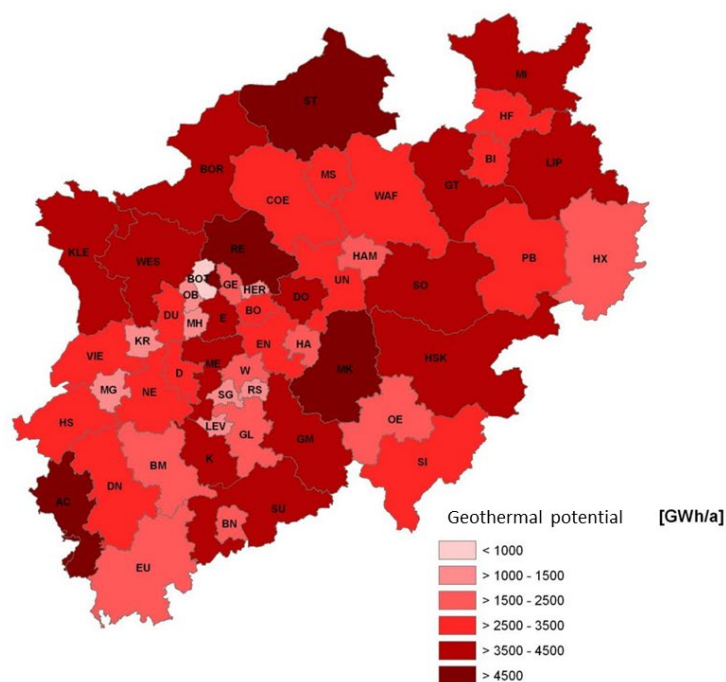 ST
MI
HF
BI
LIP
BOR
MS
COE
WAF
GT
KLE
WES
RE
HAM
PB
HX
BOT
GE
HER
UN
SO
OB
DU
MH
E
BO
DO
KR
EN
HA
VIE
D
ME
W
MK
HSK
MG
NE
SG
RS
HS
LEV
GL
GM
OE
BM
K
SI
DN
AC
SU
BN
EU
Geothermal potential [GWh/a]
< 1000
> 1000 - 1500
> 1500 - 2500
> 2500 - 3500
> 3500 - 4500
> 4500